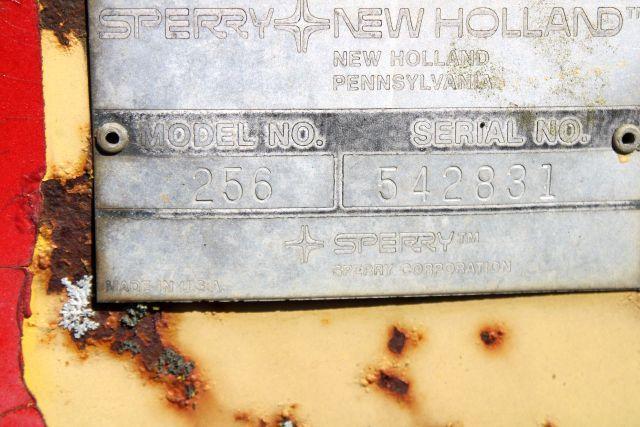 SPERRY NEW HOLLAND™
NEW HOLLAND
PENNSYLVANIA
MODEL NO. SERIAL NO.
256 542831
SPERRY™
SPERRY CORPORATION
MADE IN U.S.A.